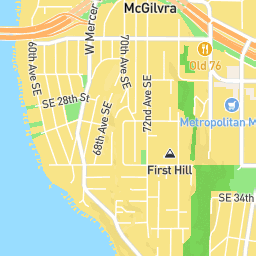 McGilvra
W Mercer
60th Ave SE
70th Ave SE
Old 76
SE 28th St
72nd Ave SE
68th Ave SE
Metropolitan M
First Hill
SE 34th